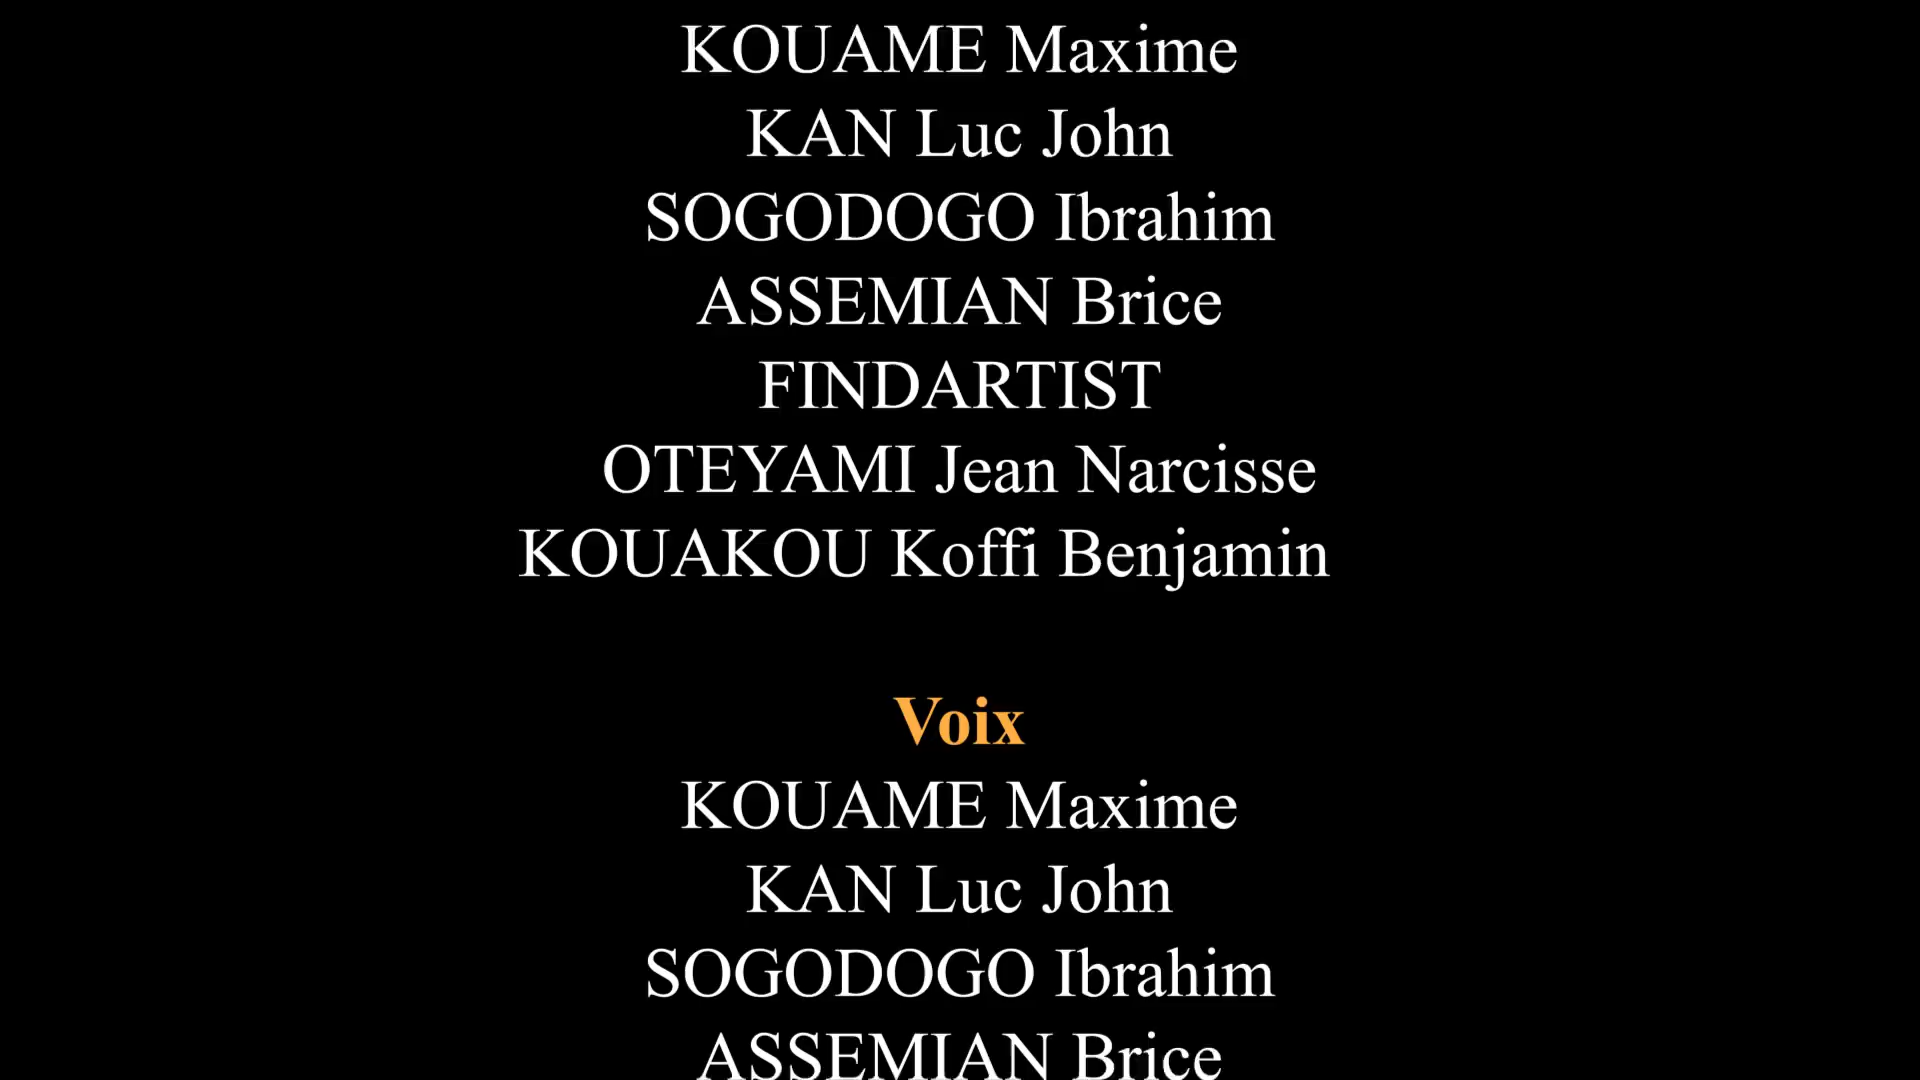 KOUAME Maxime
KAN Luc John
SOGODOGO Ibrahim
ASSEMIAN Brice
FINDARTIST
OTEYAMI Jean Narcisse
KOUAKOU Koffi Benjamin
Voix
KOUAME Maxime
KAN Luc John
SOGODOGO Ibrahim
ASSEMIAN Brice